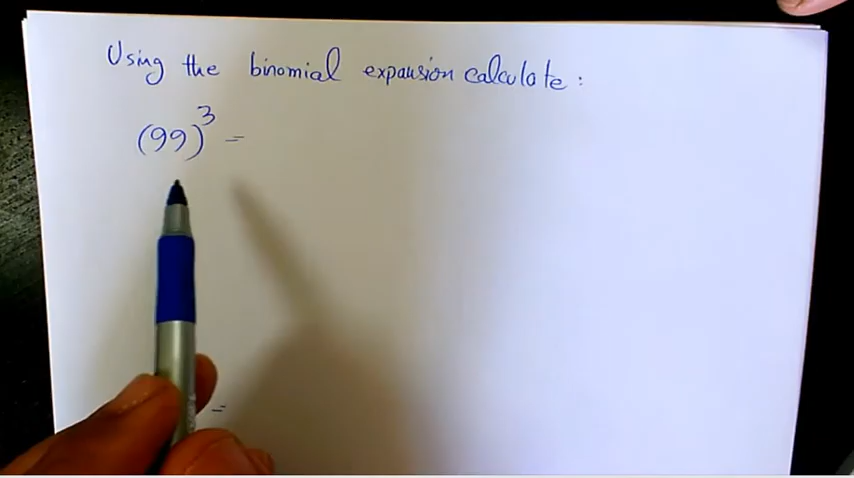 Using the binomial expansion calculate:
(99)³ =
=